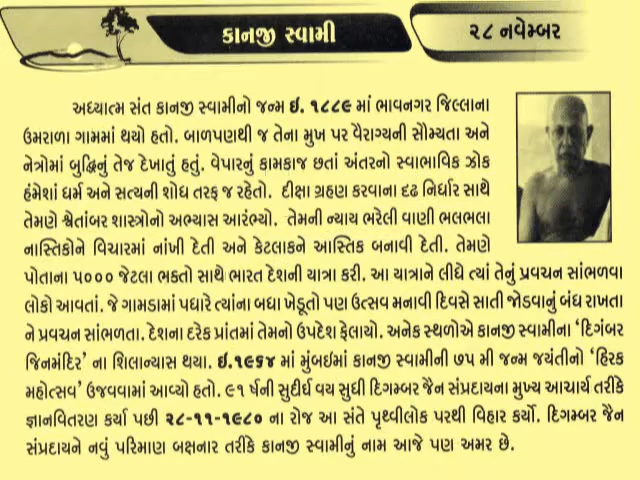 કાનજી સ્વામી
૨૮ નવેમ્બર
અધ્યાત્મ સંત કાનજી સ્વામીનો જન્મ ઇ. ૧૮૮૯ માં ભાવનગર જિલ્લાના
ઉમરાળા ગામમાં થયો હતો. બાળપણથી જ તેના મુખ પર વૈરાગ્યની સૌમ્યતા અને
નેત્રોમાં બુદ્ધિનું તેજ દેખાતું હતું. વેપારનું કામકાજ છતાં અંતરનો સ્વાભાવિક ઝોક
હંમેશાં ધર્મ અને સત્યની શોધ તરફ જ રહેતો. દીક્ષા ગ્રહણ કરવાના દઢ નિર્ધાર સાથે
તેમણે શ્વેતાંબર શાસ્ત્રોનો અભ્યાસ આરંભ્યો. તેમની ન્યાય ભરેલી વાણી ભલભલા
નાસ્તિકોને વિચારમાં નાંખી દેતી અને કેટલાકને આસ્તિક બનાવી દેતી. તેમણે
પોતાના ૫૦૦૦ જેટલા ભક્તો સાથે ભારત દેશની યાત્રા કરી. આ યાત્રાને લીધે ત્યાં તેનું પ્રવચન સાંભળવા
લોકો આવતાં. જે ગામડામાં પધારે ત્યાંના બધા ખેડૂતો પણ ઉત્સવ મનાવી દિવસે સાતી જોડવાનું બંધ રાખતા
ને પ્રવચન સાંભળતા. દેશના દરેક પ્રાંતમાં તેમનો ઉપદેશ ફેલાયો. અનેક સ્થળોએ કાનજી સ્વામીના ‘દિગંબર
જિનમંદિર’ ના શિલાન્યાસ થયા. ઇ.૧૯૬૪ માં મુંબઇમાં કાનજી સ્વામીની ૭૫ મી જન્મ જયંતીનો ‘હિરક
મહોત્સવ’ ઉજવવામાં આવ્યો હતો. ૯૧ ર્ષની સુદીર્ઘ વય સુધી દિગમ્બર જૈન સંપ્રદાયના મુખ્ય આચાર્ય તરીકે
જ્ઞાનવિતરણ કર્યા પછી ૨૮-૧૧-૧૯૮૦ ના રોજ આ સંતે પૃથ્વીલોક પરથી વિહાર કર્યો. દિગમ્બર જૈન
સંપ્રદાયને નવું પરિમાણ બક્ષનાર તરીકે કાનજી સ્વામીનું નામ આજે પણ અમર છે.